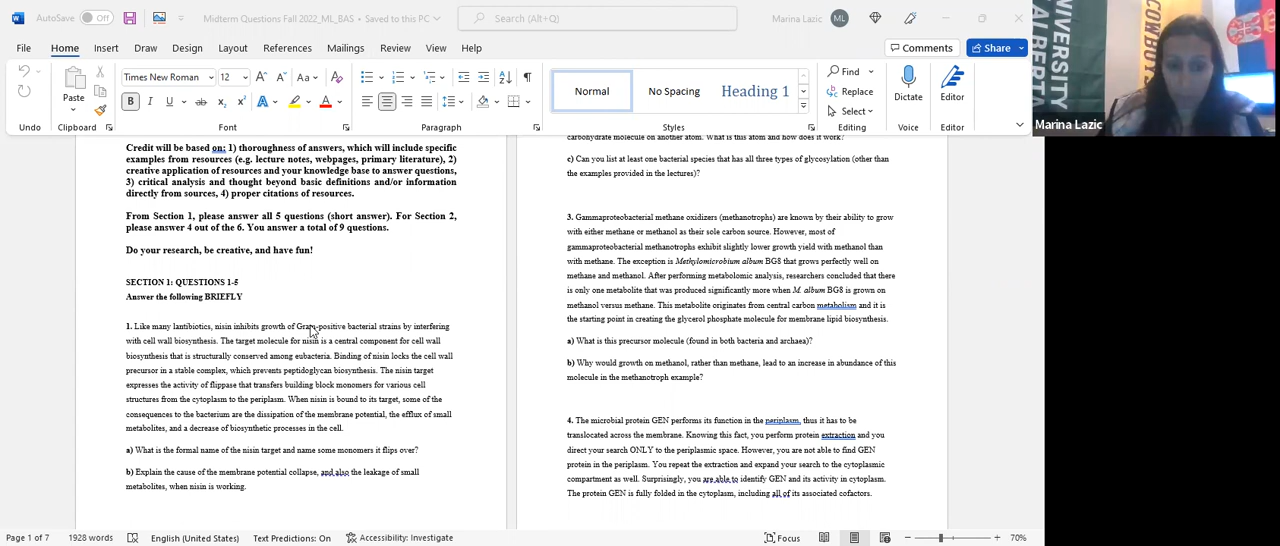 AutoSave Off Midterm Questions Fall 2022_ML_BAS • Saved to this PC Search (Alt+Q) Marina Lazic ML
File Home Insert Draw Design Layout References Mailings Review View Help Comments Share
Times New Roman 12 Aa
Paste
B I U ab x₂ x² A A
Normal No Spacing Heading 1
Find
Replace
Select
Dictate Editor
Undo Clipboard Font Paragraph Styles Editing Voice Editor
UNIVERSITY
ALBERTA
COWBOYS
Marina Lazic
Credit will be based on: 1) thoroughness of answers, which will include specific
examples from resources (e.g. lecture notes, webpages, primary literature), 2)
creative application of resources and your knowledge base to answer questions,
3) critical analysis and thought beyond basic definitions and/or information
directly from sources, 4) proper citations of resources.
From Section 1, please answer all 5 questions (short answer). For Section 2,
please answer 4 out of the 6. You answer a total of 9 questions.
Do your research, be creative, and have fun!
SECTION 1: QUESTIONS 1-5
Answer the following BRIEFLY
1. Like many lantibiotics, nisin inhibits growth of Gram-positive bacterial strains by interfering
with cell wall biosynthesis. The target molecule for nisin is a central component for cell wall
biosynthesis that is structurally conserved among eubacteria. Binding of nisin locks the cell wall
precursor in a stable complex, which prevents peptidoglycan biosynthesis. The nisin target
expresses the activity of flippase that transfers building block monomers for various cell
structures from the cytoplasm to the periplasm. When nisin is bound to its target, some of the
consequences to the bacterium are the dissipation of the membrane potential, the efflux of small
metabolites, and a decrease of biosynthetic processes in the cell.
a) What is the formal name of the nisin target and name some monomers it flips over?
b) Explain the cause of the membrane potential collapse, and also the leakage of small
metabolites, when nisin is working.
carbohydrate molecule on another atom. What is this atom and how does it work?
c) Can you list at least one bacterial species that has all three types of glycosylation (other than
the examples provided in the lectures)?
3. Gammaproteobacterial methane oxidizers (methanotrophs) are known by their ability to grow
with either methane or methanol as their sole carbon source. However, most of
gammaproteobacterial methanotrophs exhibit slightly lower growth yield with methanol than
with methane. The exception is Methylomicrobium album BG8 that grows perfectly well on
methane and methanol. After performing metabolomic analysis, researchers concluded that there
is only one metabolite that was produced significantly more when M. album BG8 is grown on
methanol versus methane. This metabolite originates from central carbon metabolism and it is
the starting point in creating the glycerol phosphate molecule for membrane lipid biosynthesis.
a) What is this precursor molecule (found in both bacteria and archaea)?
b) Why would growth on methanol, rather than methane, lead to an increase in abundance of this
molecule in the methanotroph example?
4. The microbial protein GEN performs its function in the periplasm, thus it has to be
translocated across the membrane. Knowing this fact, you perform protein extraction and you
direct your search ONLY to the periplasmic space. However, you are not able to find GEN
protein in the periplasm. You repeat the extraction and expand your search to the cytoplasmic
compartment as well. Surprisingly, you are able to identify GEN and its activity in cytoplasm.
The protein GEN is fully folded in the cytoplasm, including all of its associated cofactors.
Page 1 of 7 1928 words English (United States) Text Predictions: On Accessibility: Investigate Focus 70%